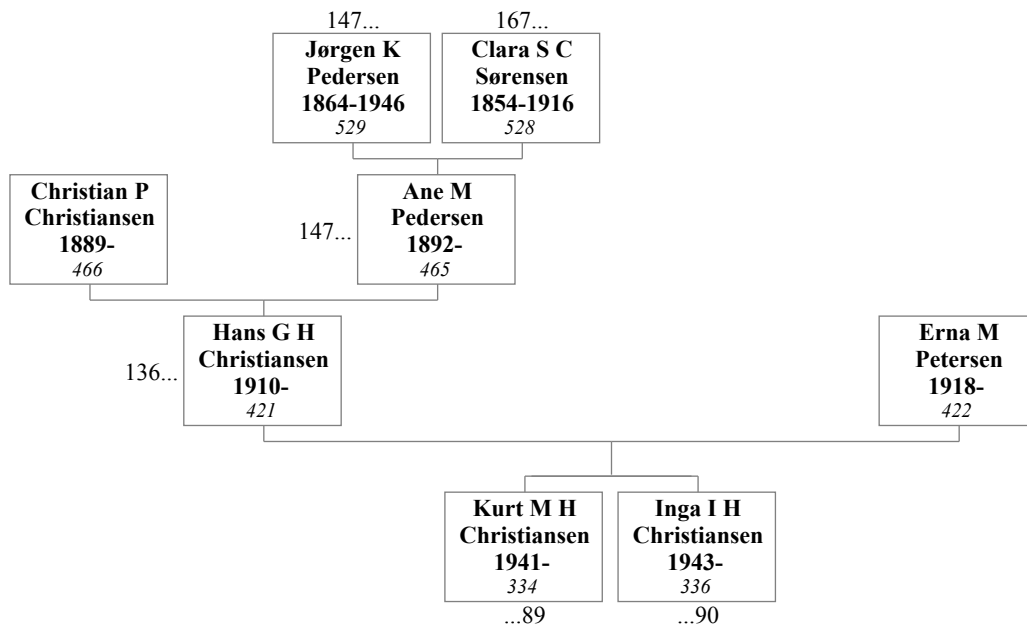 147...
Jørgen K
Pedersen
1864-1946
529
167...
Clara S C
Sørensen
1854-1916
528
Christian P
Christiansen
1889-
466
147...
Ane M
Pedersen
1892-
465
136...
Hans G H
Christiansen
1910-
421
Erna M
Petersen
1918-
422
Kurt M H
Christiansen
1941-
334
...89
Inga I H
Christiansen
1943-
336
...90